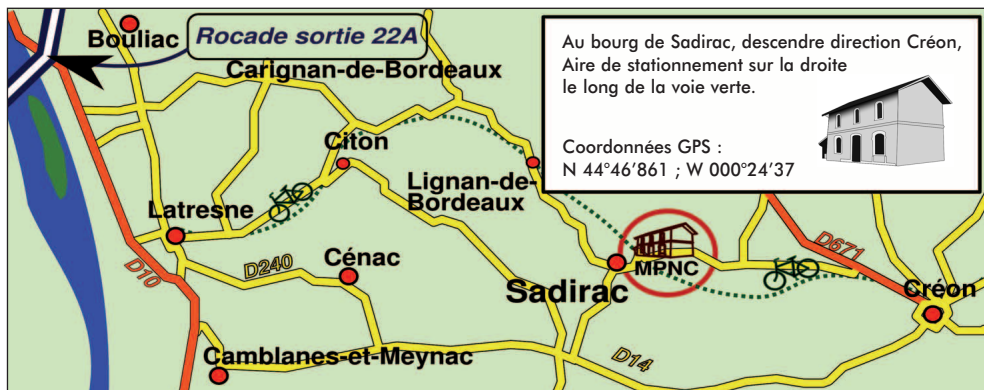 Bouliac
Rocade sortie 22A
Carignan-de-Bordeaux
Au bourg de Sadirac, descendre direction Créon,
Aire de stationnement sur la droite
le long de la voie verte.
Coordonnées GPS :
N 44°46’861 ; W 000°24’37
Citon
Lignan-de-
Bordeaux
Latresne
D10
D240
Cénac
Sadirac
MPNC
D671
Créon
Camblanes-et-Meynac
D14